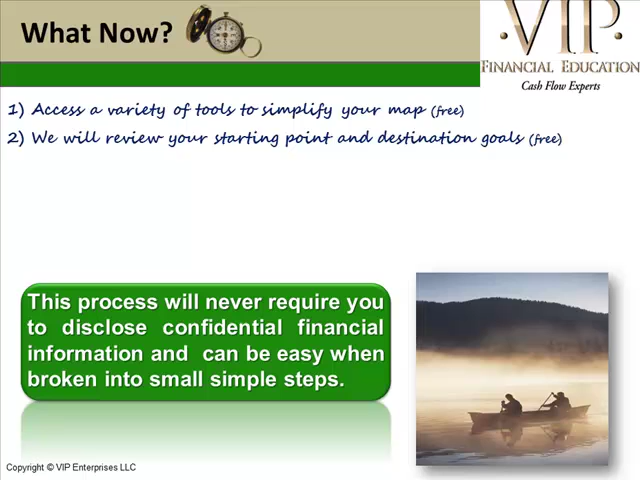 What Now?
·VIP·
FINANCIAL EDUCATION
Cash Flow Experts
1) Access a variety of tools to simplify your map (free)
2) We will review your starting point and destination goals (free)
This process will never require you
to disclose confidential financial
information and can be easy when
broken into small simple steps.
Copyright © VIP Enterprises LLC